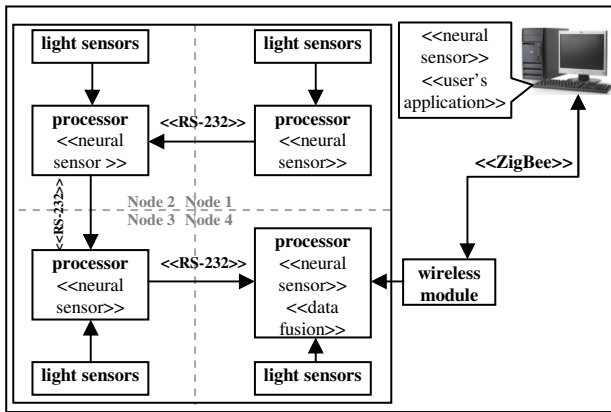 light sensors
light sensors
<<neural
sensor>>
<<user's
application>>
processor
<<neural
sensor >>
<<RS-232>>
processor
<<neural
sensor>>
<<ZigBee>>
<<RS-232>>
Node 2 Node 1
Node 3 Node 4
processor
<<neural
sensor>>
<<RS-232>>
processor
<<neural
sensor>>
<<data
fusion>>
wireless
module
light sensors
light sensors